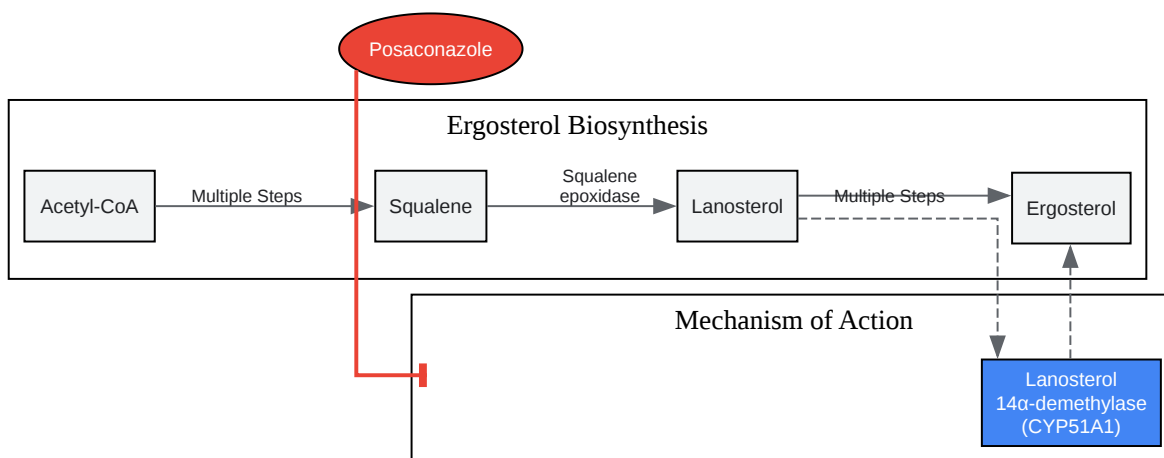 Posaconazole
Ergosterol Biosynthesis
Acetyl-CoA
Multiple Steps
Squalene
Squalene
epoxidase
Lanosterol
Multiple Steps
Ergosterol
Mechanism of Action
Lanosterol
14α-demethylase
(CYP51A1)